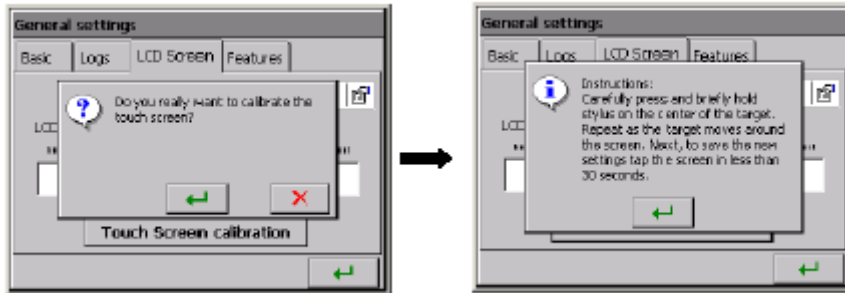 General settings
Basic Logs LCD Screen Features
Do you really want to calibrate the
touch screen?
LCD
Touch Screen calibration
General settings
Basic Logs LCD Screen Features
Instructions:
Carefully press and briefly hold
stylus on the center of the target.
Repeat as the target moves around
the screen. Next, to save the new
settings tap the screen in less than
30 seconds.
LCD